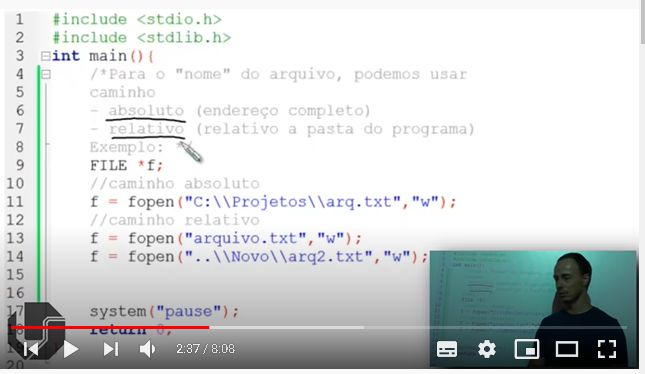 1 #include <stdio.h>
2 #include <stdlib.h>
3 int main(){
4 /*Para o "nome" do arquivo, podemos usar
5 caminho
6 - absoluto (endereço completo)
7 - relativo (relativo a pasta do programa)
8 Exemplo: *
9 FILE *f;
10 //caminho absoluto
11 f = fopen("C:\\Projetos\\arq.txt","w");
12 //caminho relativo
13 f = fopen("arquivo.txt","w");
14 f = fopen("..\\Novo\\arq2.txt","w");
15
16
17 system("pause");
18 return 0;
19
20
2:37 / 8:08